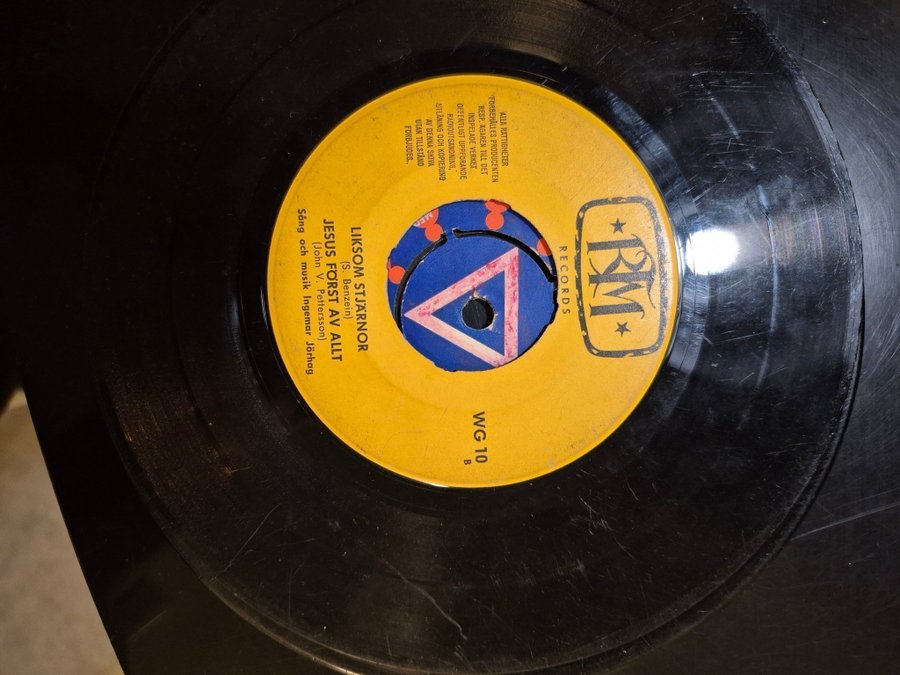 RM
RECORDS
"ALLA RÄTTIGHETER
FÖRBEHÅLLES PRODUCENTEN
RESP. ÄGAREN TILL DET
INSPELADE VERKET.
OFFENTLIGT UPPFÖRANDE
RADIOUTSÄNDNING,
UTLÅNING OCH KOPIERING
AV DENNA SKIVA
UTAN TILLSTÅND
FÖRBJUDES.
WG 10
B
LIKSOM STJÄRNOR
(S. Benzein)
JESUS FÖRST AV ALLT
(John V. Pettersson)
Sång och musik Ingemar Jörhag